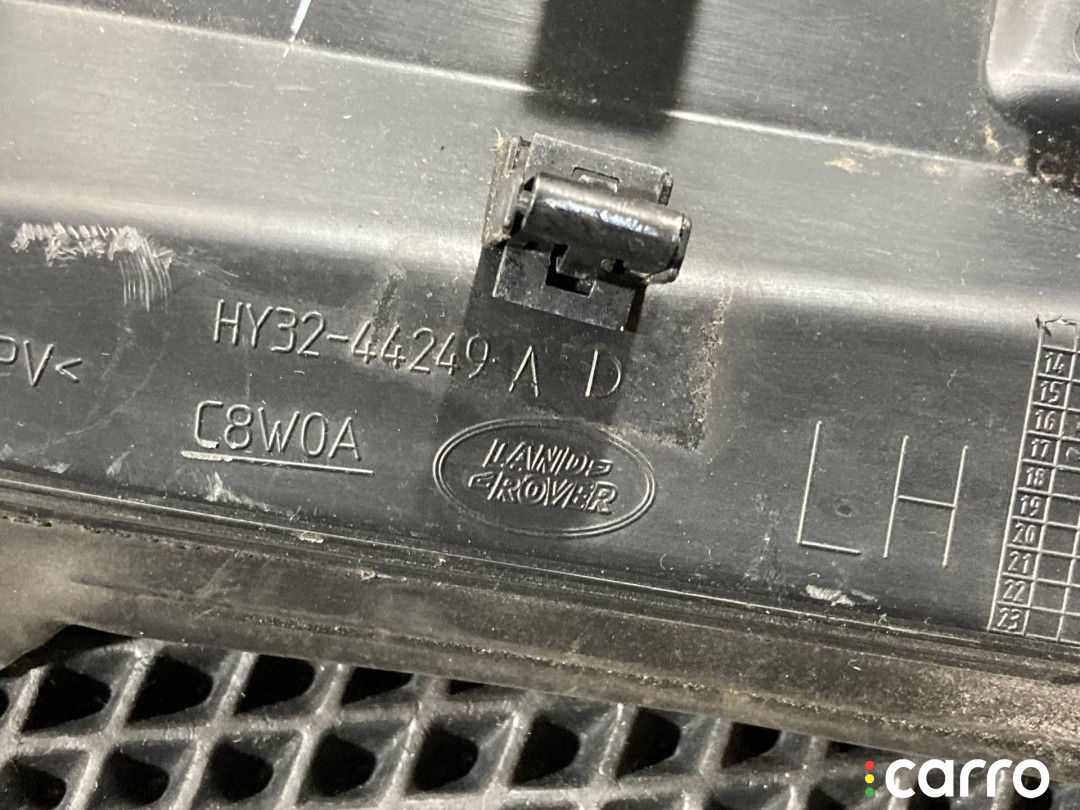 HY32-44249-A D
PV<
C8W0A
LAND-
-ROVER
LH
14
15
16
17
18
19
20
21
22
23
carro